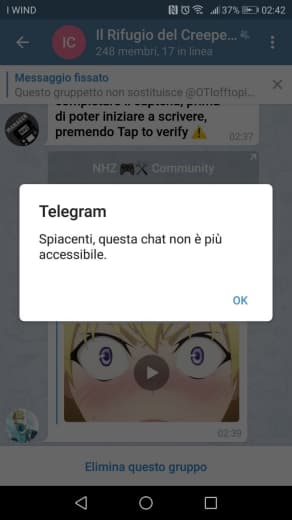 I WIND
37%
02:42
IC
Il Rifugio del Creepe...
248 membri, 17 in linea
Messaggio fissato
Questo gruppetto non sostituisce @OTIofftopi...
completare il captcha, prima
di poter iniziare a scrivere,
premendo Tap to verify ⚠️
02:37
NHZ 🎮🛠 Community
Telegram
Spiacenti, questa chat non è più
accessibile.
OK
02:39
Elimina questo gruppo